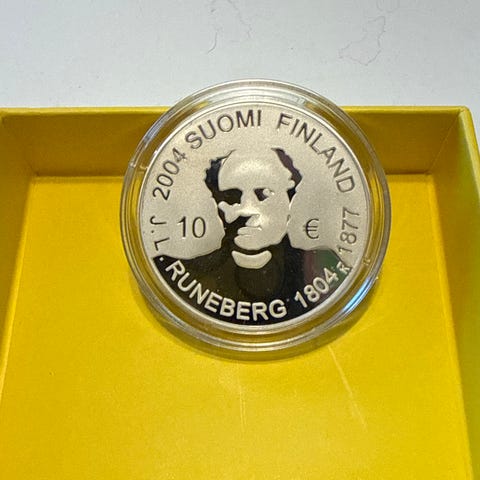 2004 SUOMI FINLAND
10 €
J. L. RUNEBERG 1804 K 1877